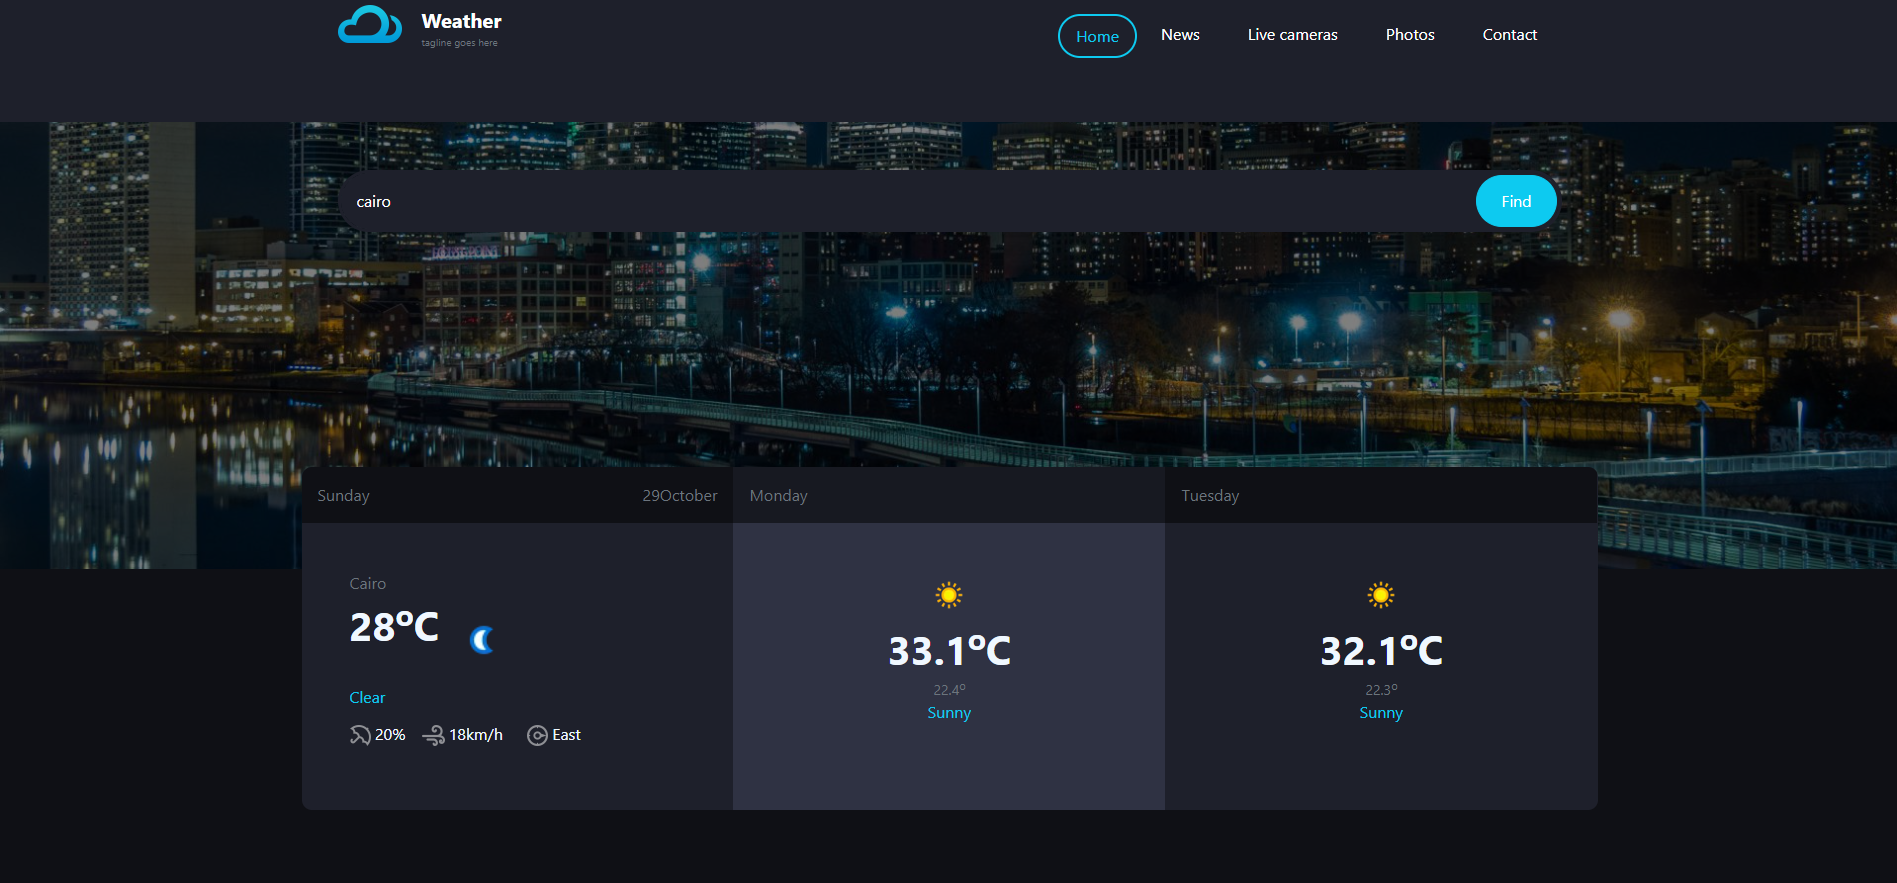 Weather
tagline goes here
Home News Live cameras Photos Contact
cairo Find
Sunday 29October Monday Tuesday
Cairo
28°C
Clear
20% 18km/h East
33.1°C
22.4°
Sunny
32.1°C
22.3°
Sunny